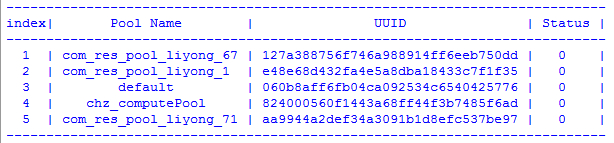 -----------------------------------------------------------------------------
index|      Pool Name       |               UUID               | Status |
-----------------------------------------------------------------------------
1 | com_res_pool_liyong_67 | 127a388756f746a988914ff6eeb750dd | 0 |
2 | com_res_pool_liyong_1 | e48e68d432fa4e5a8dba18433c7f1f35 | 0 |
3 | default | 060b8aff6fb04ca092534c6540425776 | 0 |
4 | chz_computePool | 824000560f1443a68ff44f3b7485f6ad | 0 |
5 | com_res_pool_liyong_71 | aa9944a2def34a3091b1d8efc537be97 | 0 |
-----------------------------------------------------------------------------